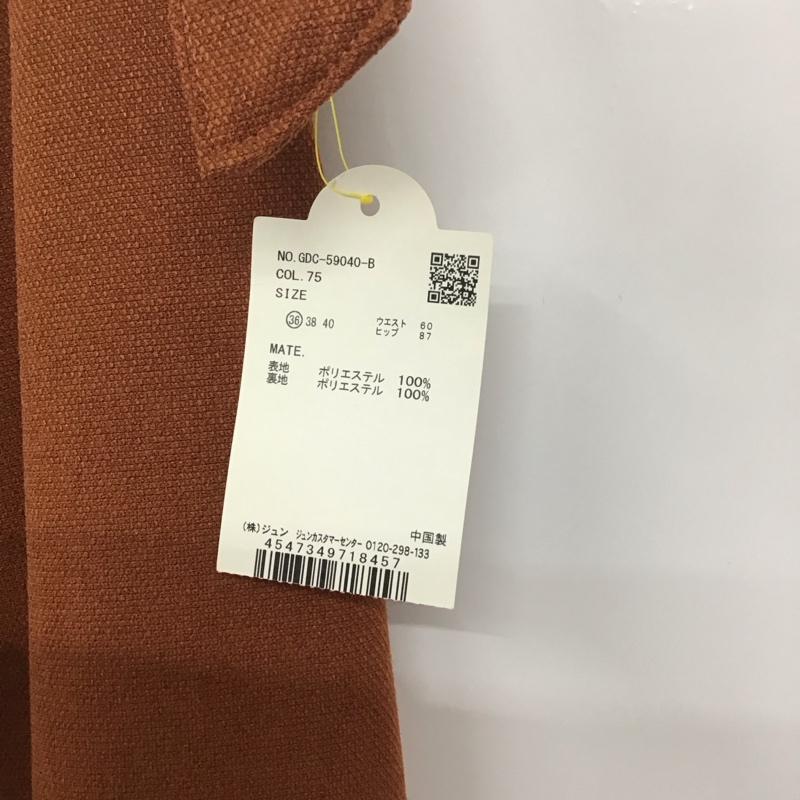 NO.GDC-59040-B
COL.75
SIZE
36 38 40 ウエスト 60
ヒップ 87
MATE.
表地 ポリエステル 100%
裏地 ポリエステル 100%
中国製
(株)ジュン ジュンカスタマーセンター 0120-298-133
4547349718457